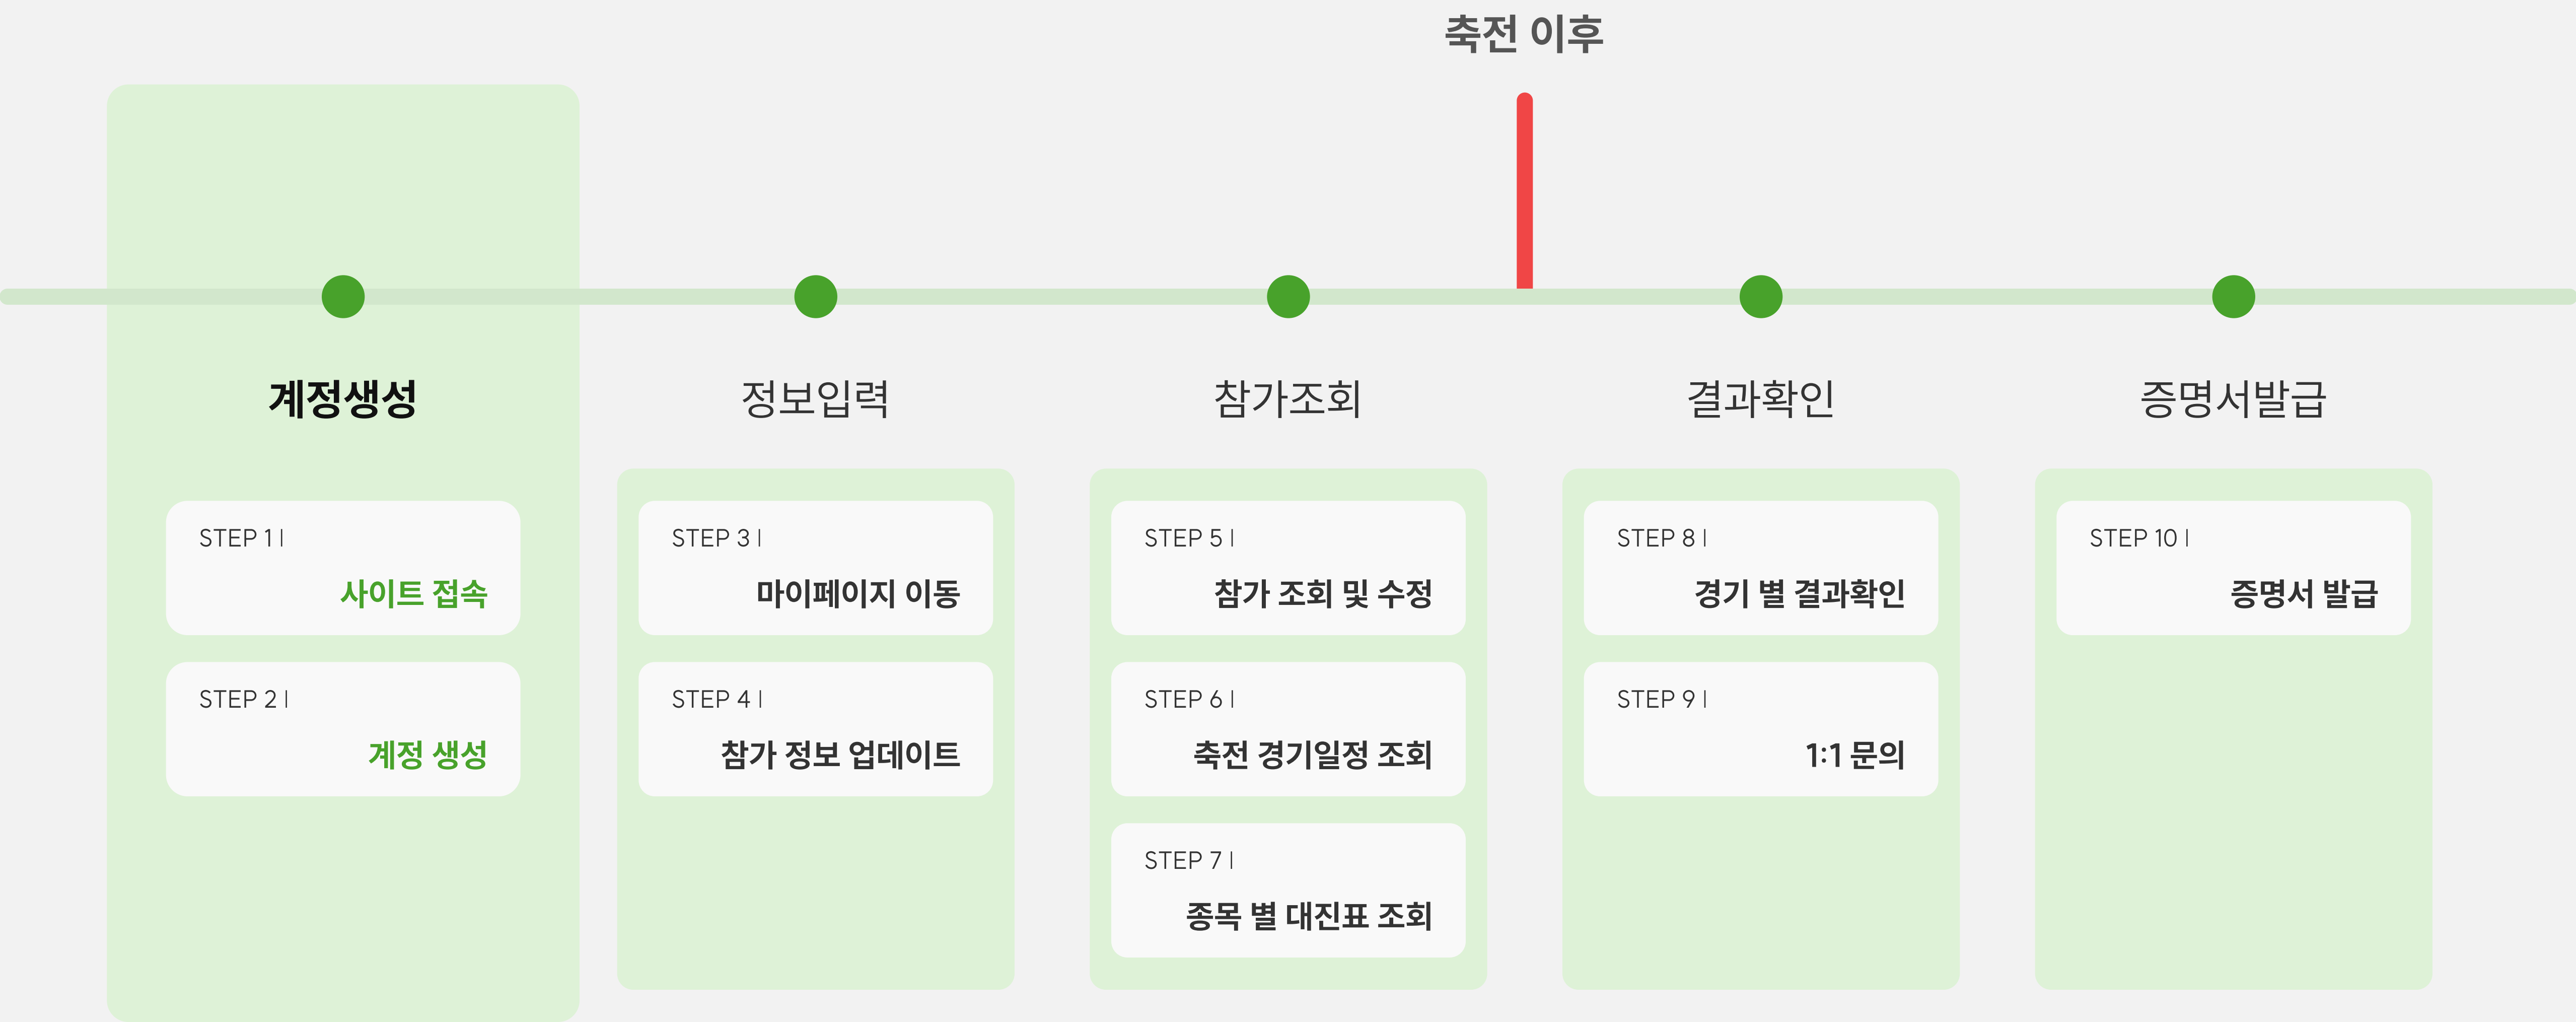 축전 이후
계정생성
정보입력
참가조회
결과확인
증명서발급
STEP 1 |
사이트 접속
STEP 2 |
계정 생성
STEP 3 |
마이페이지 이동
STEP 4 |
참가 정보 업데이트
STEP 5 |
참가 조회 및 수정
STEP 6 |
축전 경기일정 조회
STEP 7 |
종목 별 대진표 조회
STEP 8 |
경기 별 결과확인
STEP 9 |
1:1 문의
STEP 10 |
증명서 발급